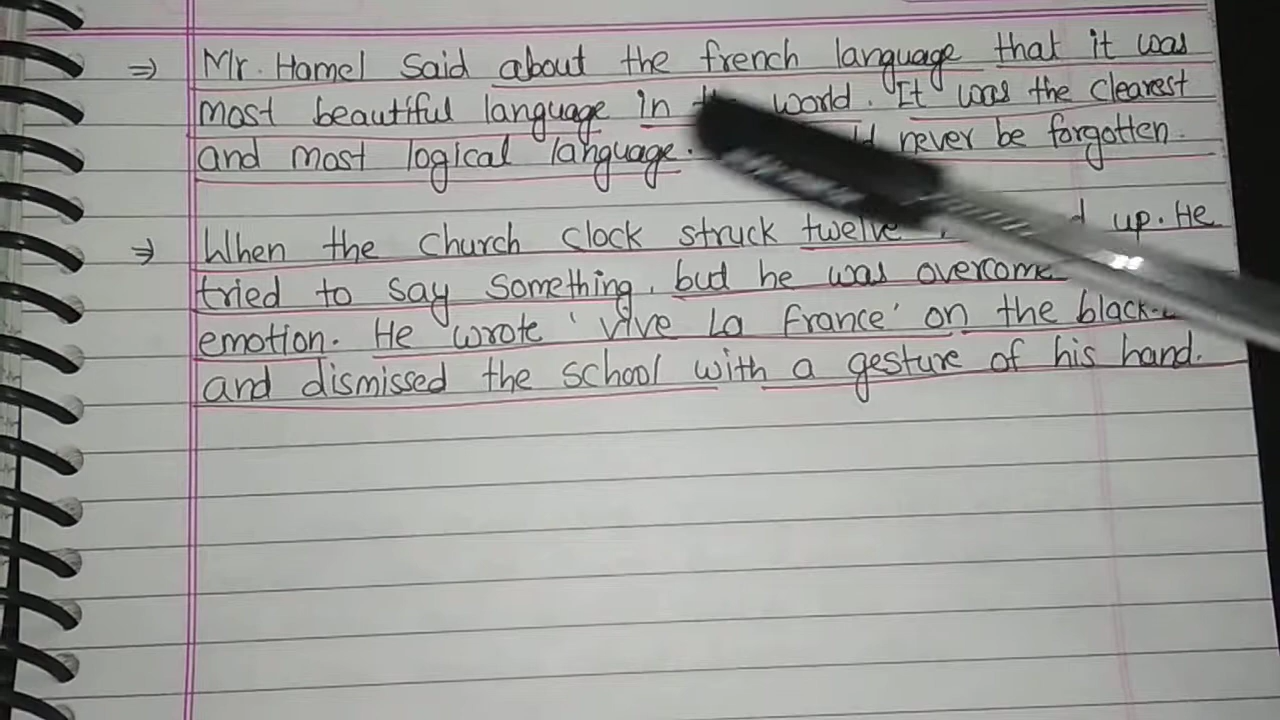 ⇒ Mr. Hamel said about the french language that it was
most beautiful language in the world. It was the clearest
and most logical language. never be forgotten.
⇒ When the church clock struck twelve up. He
tried to say something, but he was overcome
emotion. He wrote 'Vive La France' on the black-
and dismissed the school with a gesture of his hand.